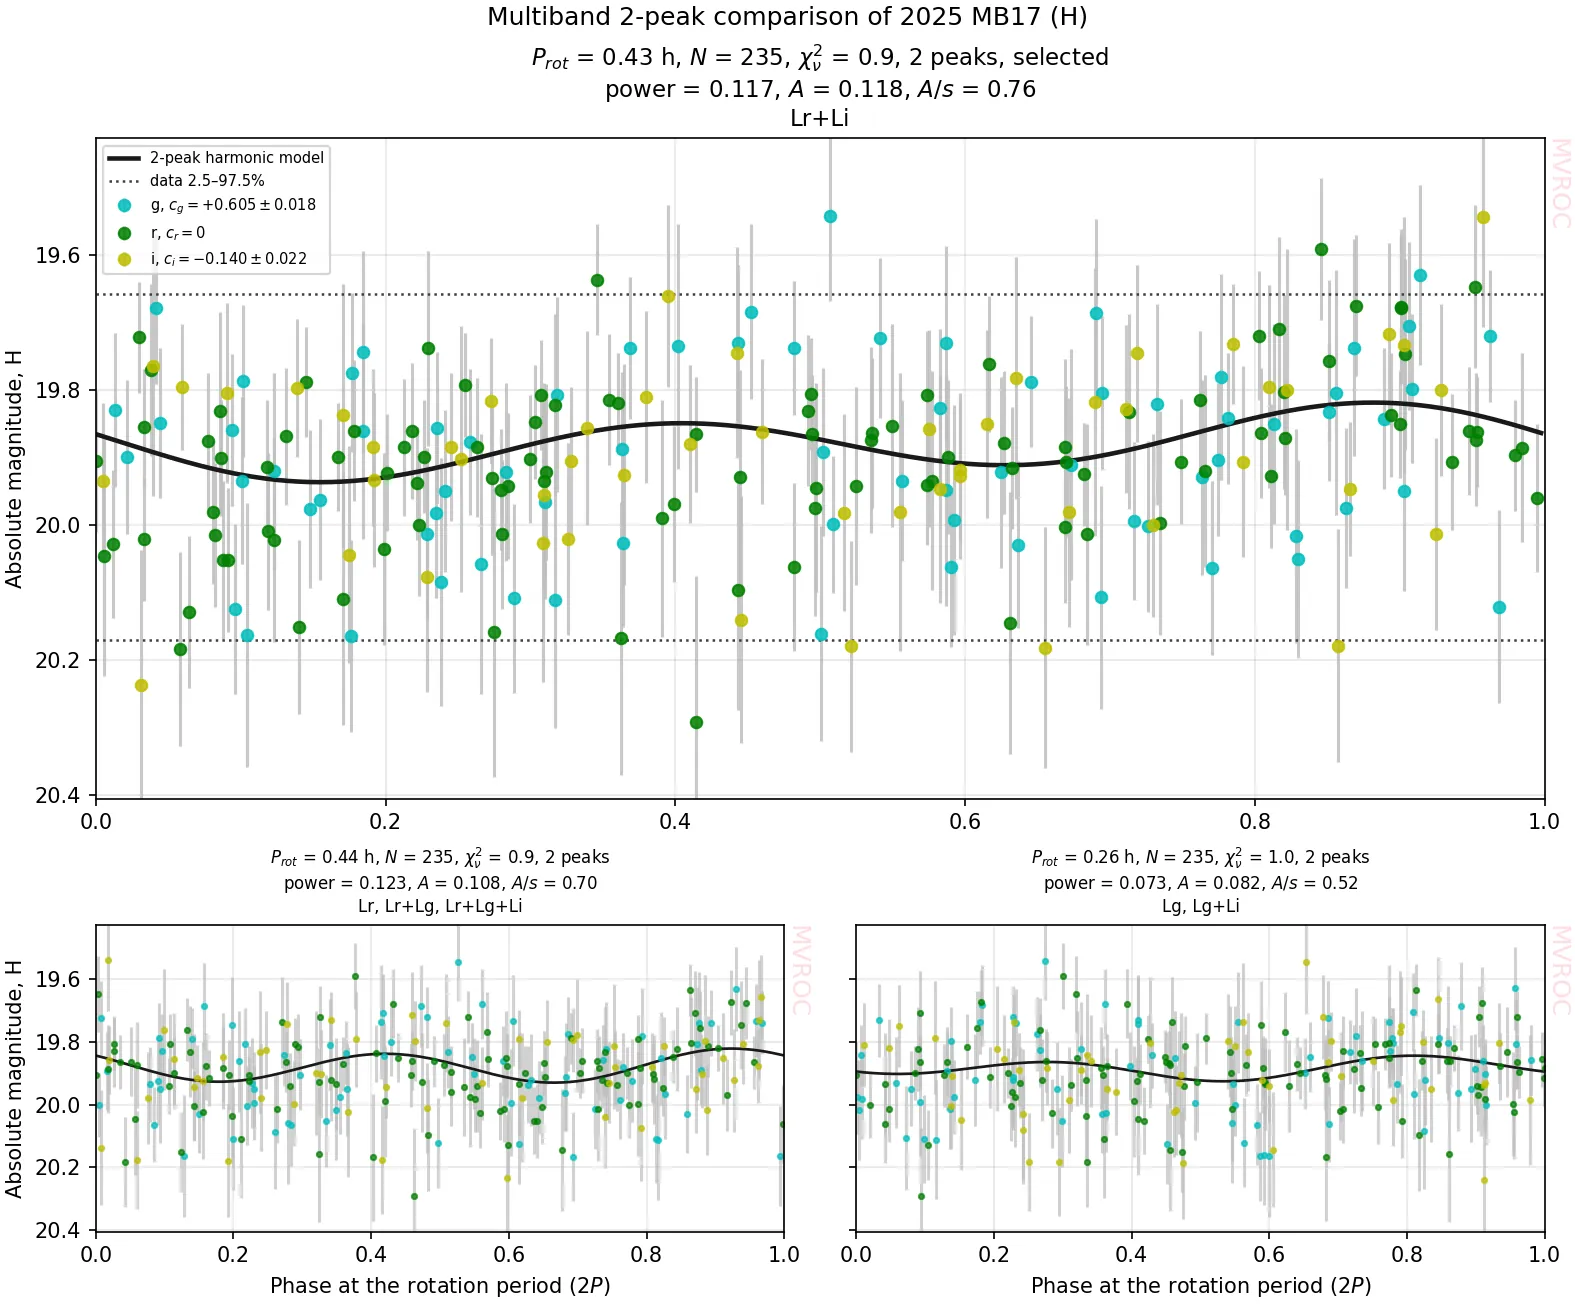 Multiband 2-peak comparison of 2025 MB17 (H)
P_rot = 0.43 h, N = 235, χ²_ν = 0.9, 2 peaks, selected
power = 0.117, A = 0.118, A/s = 0.76
Lr+Li
2-peak harmonic model
data 2.5–97.5%
g, c_g = +0.605 ± 0.018
r, c_r = 0
i, c_i = −0.140 ± 0.022
MVROC
Absolute magnitude, H
19.6
19.8
20.0
20.2
20.4
0.0 0.2 0.4 0.6 0.8 1.0
P_rot = 0.44 h, N = 235, χ²_ν = 0.9, 2 peaks
power = 0.123, A = 0.108, A/s = 0.70
Lr, Lr+Lg, Lr+Lg+Li
MVROC
Absolute magnitude, H
19.6
19.8
20.0
20.2
20.4
0.0 0.2 0.4 0.6 0.8 1.0
Phase at the rotation period (2P)
P_rot = 0.26 h, N = 235, χ²_ν = 1.0, 2 peaks
power = 0.073, A = 0.082, A/s = 0.52
Lg, Lg+Li
MVROC
0.0 0.2 0.4 0.6 0.8 1.0
Phase at the rotation period (2P)